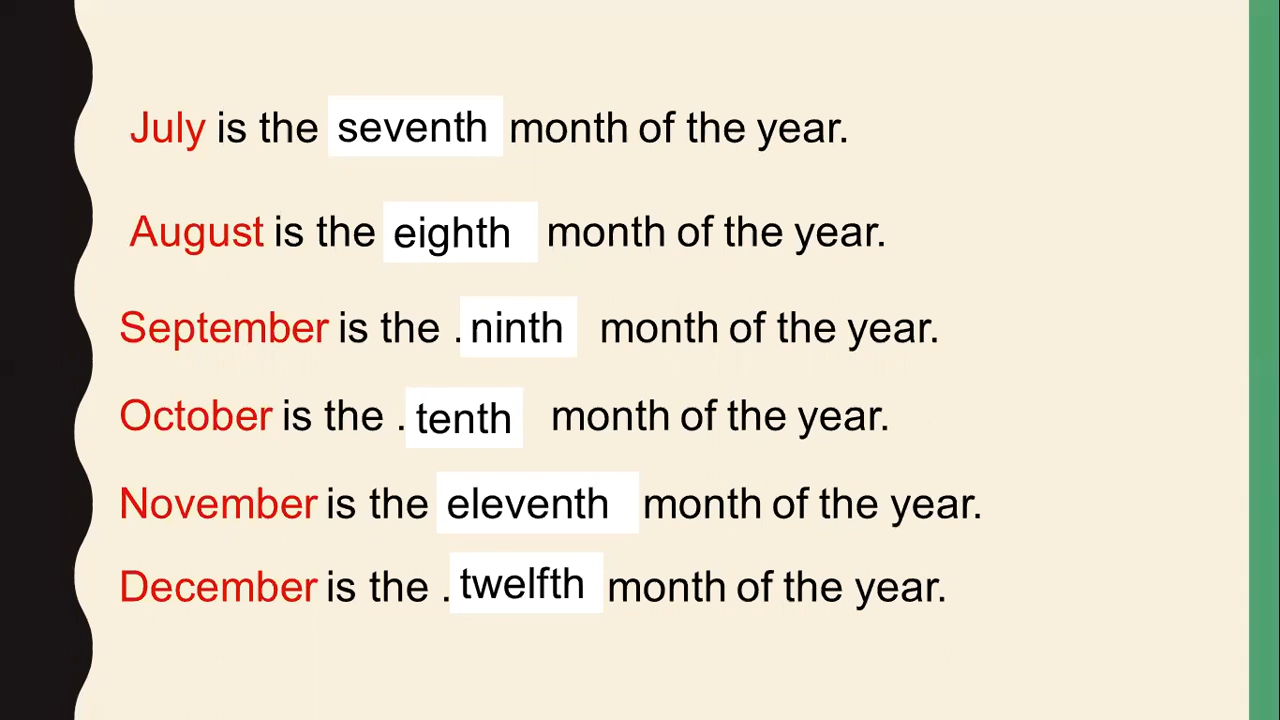 July is the seventh month of the year.
August is the eighth month of the year.
September is the .ninth month of the year.
October is the .tenth month of the year.
November is the eleventh month of the year.
December is the .twelfth month of the year.